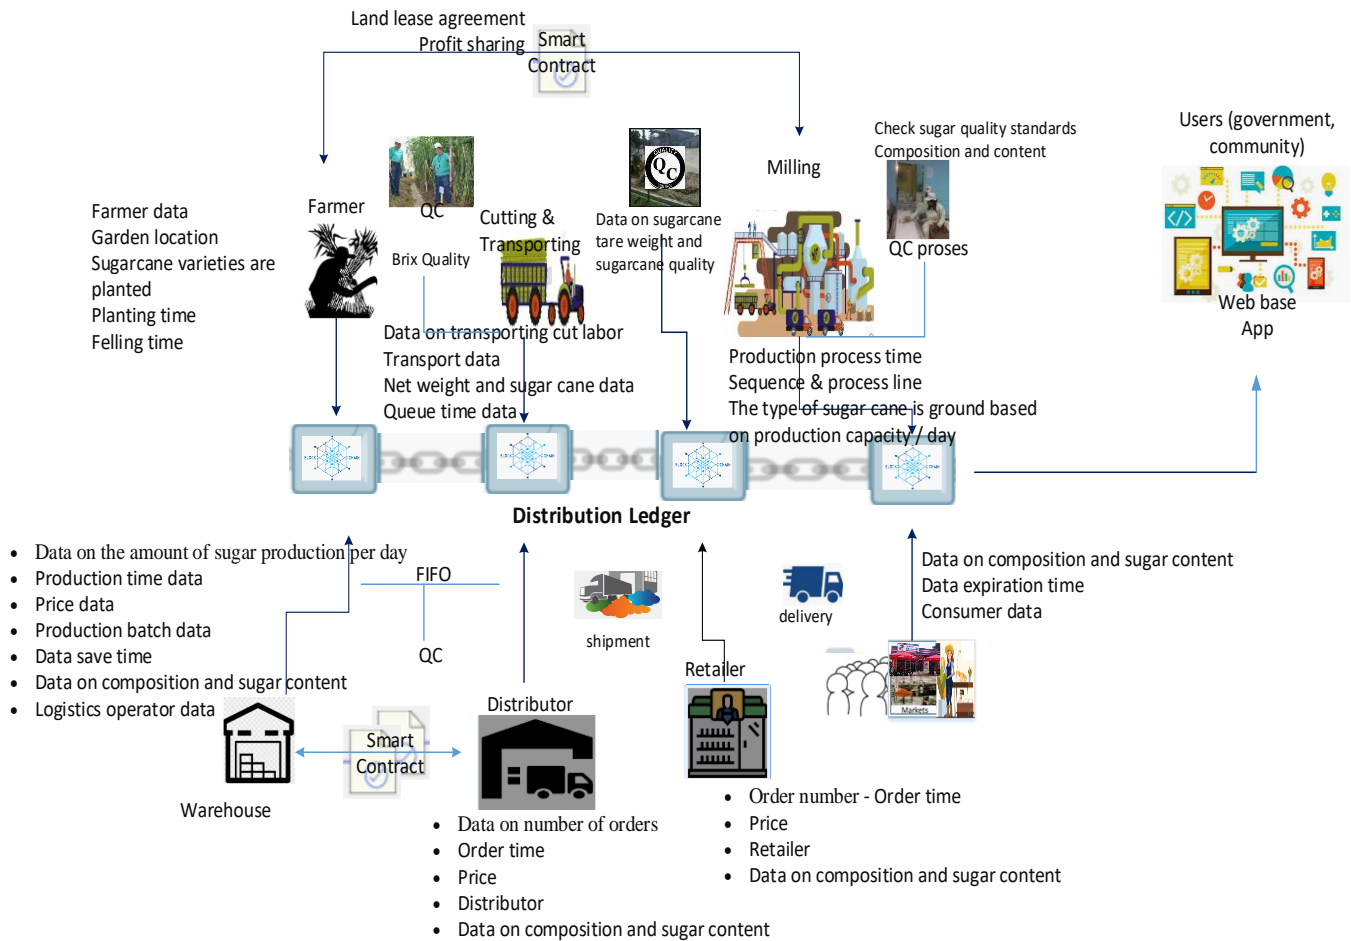 Land lease agreement
Profit sharing
Smart
Contract
Check sugar quality standards
Composition and content
Users (government,
community)
Milling
QC
Farmer
QC
Cutting &
Transporting
Data on sugarcane
tare weight and
sugarcane quality
Farmer data
Garden location
Sugarcane varieties are
planted
Planting time
Felling time
Brix Quality
QC proses
Web base
App
Data on transporting cut labor
Transport data
Net weight and sugar cane data
Queue time data
Production process time
Sequence & process line
The type of sugar cane is ground based
on production capacity / day
Distribution Ledger
• Data on the amount of sugar production per day
• Production time data
• Price data
• Production batch data
• Data save time
• Data on composition and sugar content
• Logistics operator data
FIFO
QC
shipment
delivery
Data on composition and sugar content
Data expiration time
Consumer data
Retailer
Distributor
Markets
Smart
Contract
Warehouse
• Data on number of orders
• Order time
• Price
• Distributor
• Data on composition and sugar content
• Order number - Order time
• Price
• Retailer
• Data on composition and sugar content